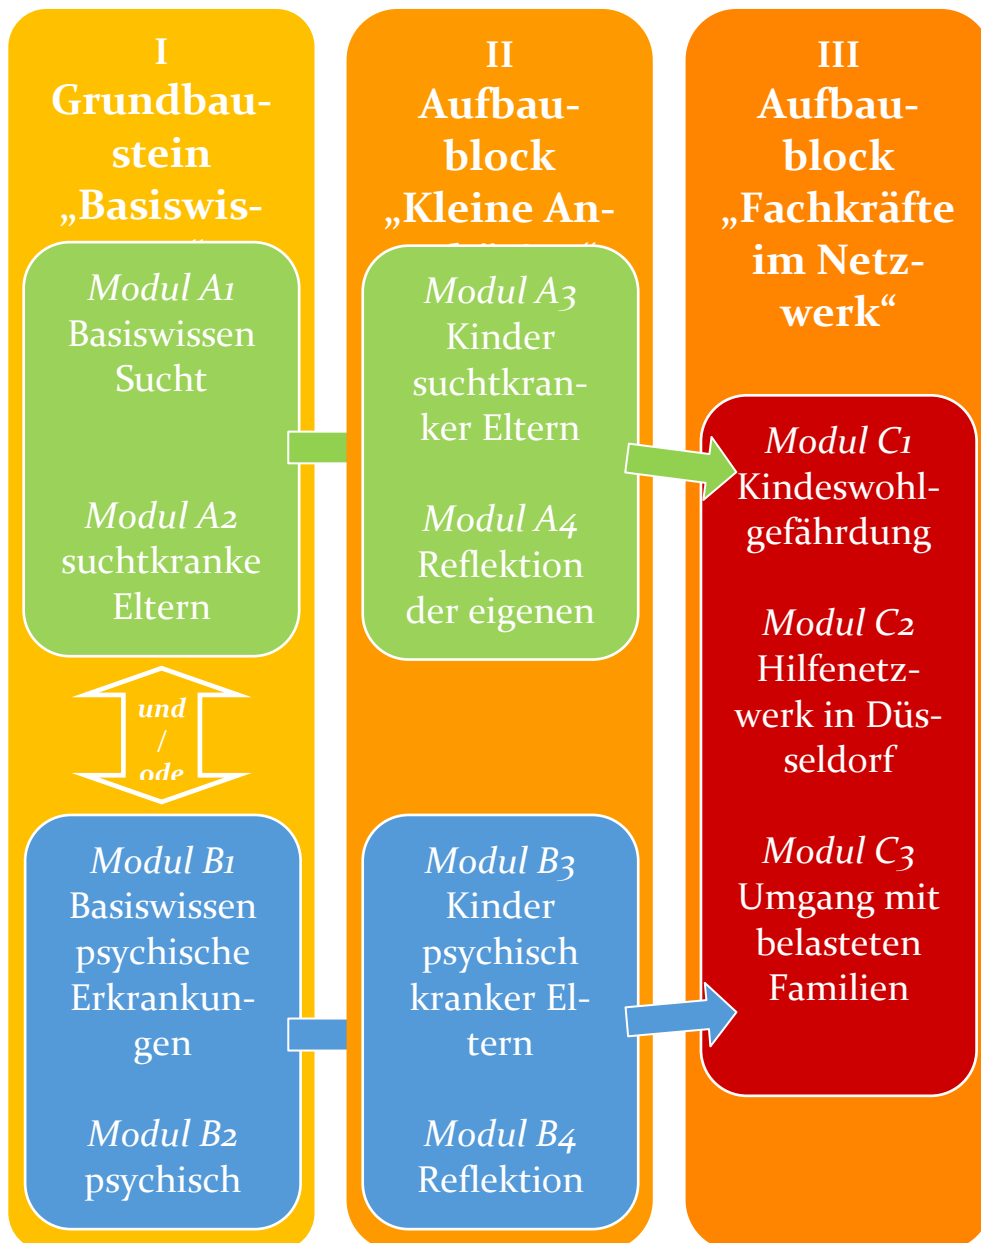 I
Grundbau-
stein
„Basiswis-
Modul A1
Basiswissen
Sucht
Modul A2
suchtkranke
Eltern
und
/
ode
Modul B1
Basiswissen
psychische
Erkrankun-
gen
Modul B2
psychisch
II
Aufbau-
block
„Kleine An-
Modul A3
Kinder
suchtkran-
ker Eltern
Modul A4
Reflektion
der eigenen
Modul B3
Kinder
psychisch
kranker El-
tern
Modul B4
Reflektion
III
Aufbau-
block
„Fachkräfte
im Netz-
werk“
Modul C1
Kindeswohl-
gefährdung
Modul C2
Hilfenetz-
werk in Düs-
seldorf
Modul C3
Umgang mit
belasteten
Familien